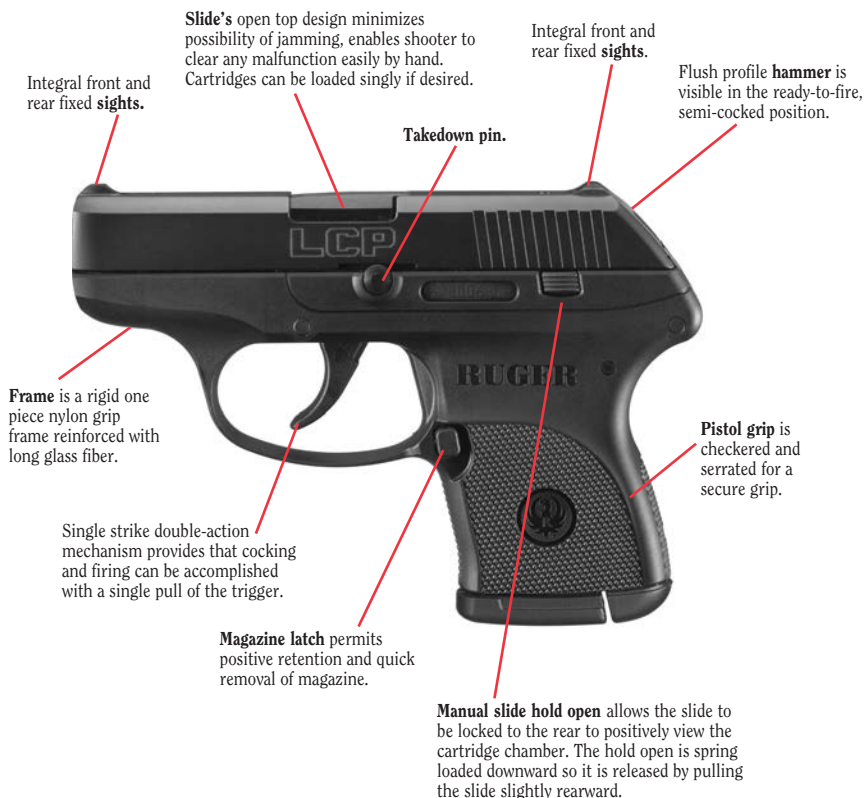 Slide's open top design minimizes
possibility of jamming, enables shooter to
clear any malfunction easily by hand.
Cartridges can be loaded singly if desired.
Integral front and
rear fixed sights.
Flush profile hammer is
visible in the ready-to-fire,
semi-cocked position.
Integral front and
rear fixed sights.
Takedown pin.
LCP
RUGER
Frame is a rigid one
piece nylon grip
frame reinforced with
long glass fiber.
Pistol grip is
checkered and
serrated for a
secure grip.
Single strike double-action
mechanism provides that cocking
and firing can be accomplished
with a single pull of the trigger.
Magazine latch permits
positive retention and quick
removal of magazine.
Manual slide hold open allows the slide to
be locked to the rear to positively view the
cartridge chamber. The hold open is spring
loaded downward so it is released by pulling
the slide slightly rearward.